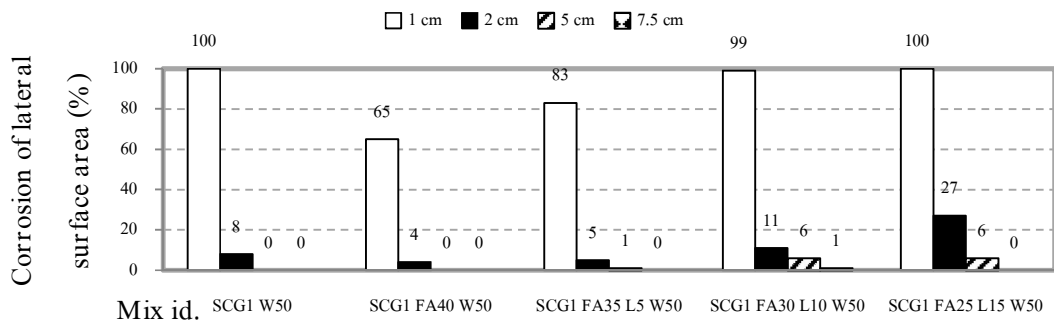 1 cm 2 cm 5 cm 7.5 cm
Corrosion of lateral
surface area (%)
100
80
60
40
20
0
100 8 0 0
65 4 0 0
83 5 1 0
99 11 6 1
100 27 6 0
Mix id. SCG1 W50 SCG1 FA40 W50 SCG1 FA35 L5 W50 SCG1 FA30 L10 W50 SCG1 FA25 L15 W50